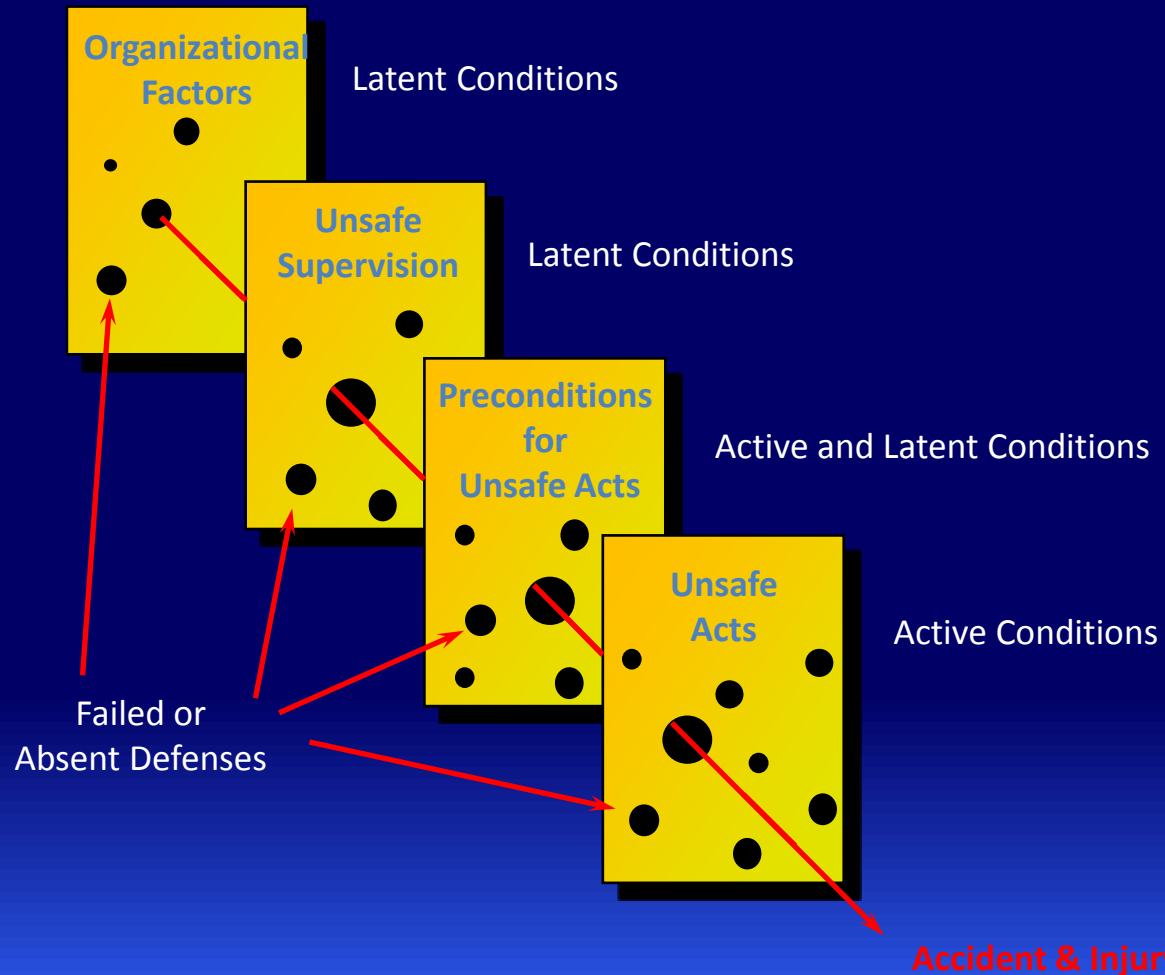 Organizational
Factors
Latent Conditions
Unsafe
Supervision
Latent Conditions
Preconditions
for
Unsafe Acts
Active and Latent Conditions
Unsafe
Acts
Active Conditions
Failed or
Absent Defenses
Accident & Injur